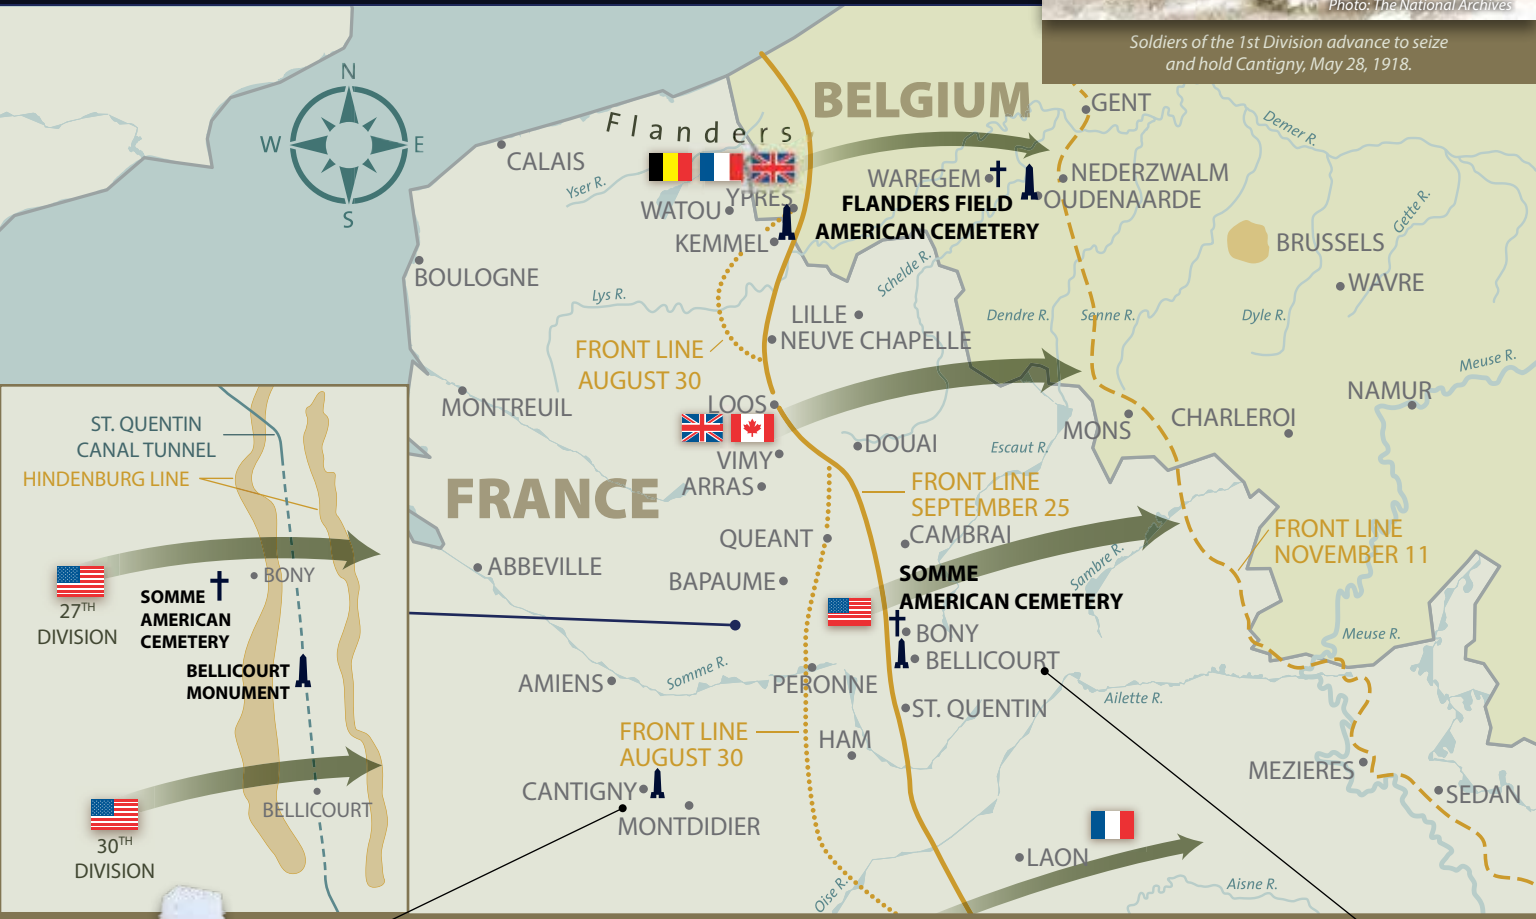 Photo: The National Archives
Soldiers of the 1st Division advance to seize
and hold Cantigny, May 28, 1918.
N
W
E
S
BELGIUM
GENT
Demer R.
Flanders
CALAIS
Yser R.
YPRES
WATOU
KEMMEL
WAREGEM
FLANDERS FIELD
AMERICAN CEMETERY
NEDERZWALM
OUDENAARDE
Gette R.
BRUSSELS
WAVRE
BOULOGNE
Schelde R.
Lys R.
LILLE
NEUVE CHAPELLE
Dendre R.
Senne R.
Dyle R.
FRONT LINE
AUGUST 30
Meuse R.
NAMUR
MONTREUIL
LOOS
CHARLEROI
MONS
DOUAI
Escaut R.
VIMY
ARRAS
FRANCE
FRONT LINE
SEPTEMBER 25
CAMBRAI
QUEANT
FRONT LINE
NOVEMBER 11
ABBEVILLE
BAPAUME
Sambre R.
SOMME
AMERICAN CEMETERY
BONY
BELLICOURT
Meuse R.
AMIENS
Somme R.
PERONNE
Ailette R.
ST. QUENTIN
FRONT LINE
AUGUST 30
HAM
MEZIERES
SEDAN
CANTIGNY
MONTDIDIER
LAON
Oise R.
Aisne R.
ST. QUENTIN
CANAL TUNNEL
HINDENBURG LINE
BONY
27TH
DIVISION
SOMME
AMERICAN
CEMETERY
BELLICOURT
MONUMENT
BELLICOURT
30TH
DIVISION